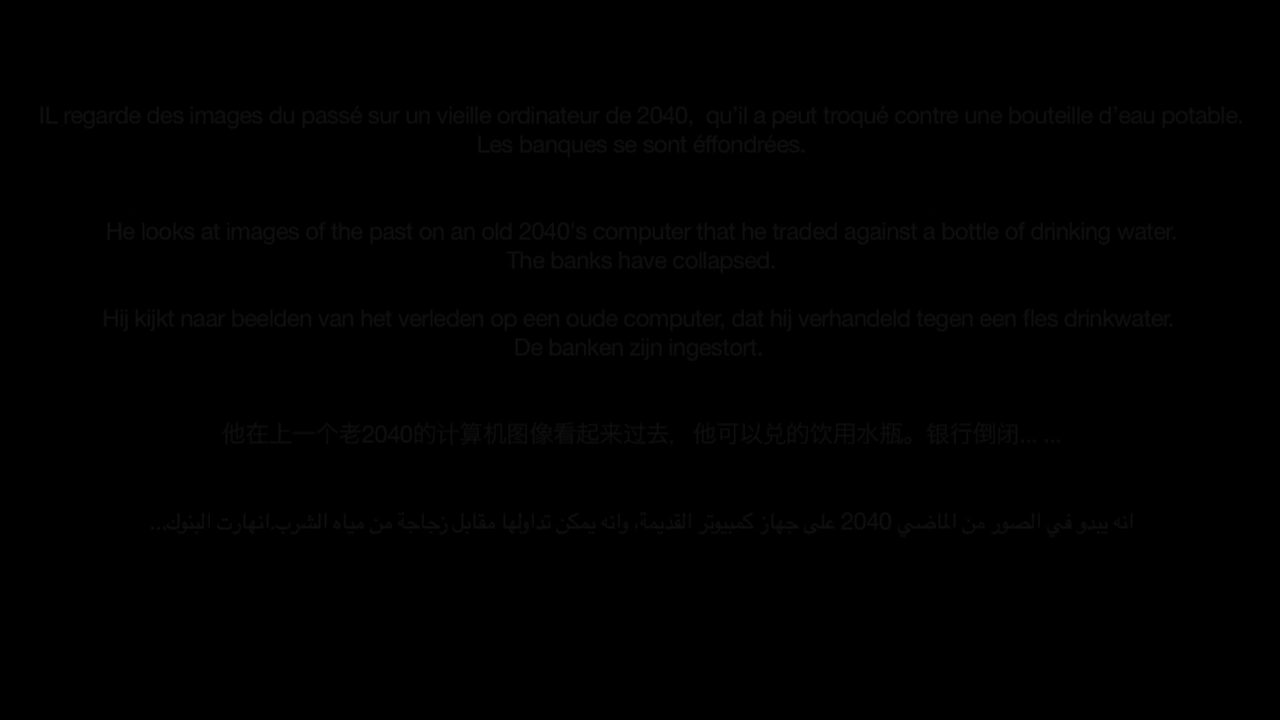 IL regarde des images du passé sur un vieille ordinateur de 2040,  qu’il a peut troqué contre une bouteille d’eau potable.
Les banques se sont éffondrées.
He looks at images of the past on an old 2040's computer that he traded against a bottle of drinking water.
The banks have collapsed.
Hij kijkt naar beelden van het verleden op een oude computer, dat hij verhandeld tegen een fles drinkwater.
De banken zijn ingestort.
他在上一个老2040的计算机图像看起来过去，他可以兑的饮用水瓶。银行倒闭... ...
انه يبدو في الصور من الماضي 2040 على جهاز كمبيوتر القديمة، وانه يمكن تداولها مقابل زجاجة من مياه الشرب.انهارت البنوك...